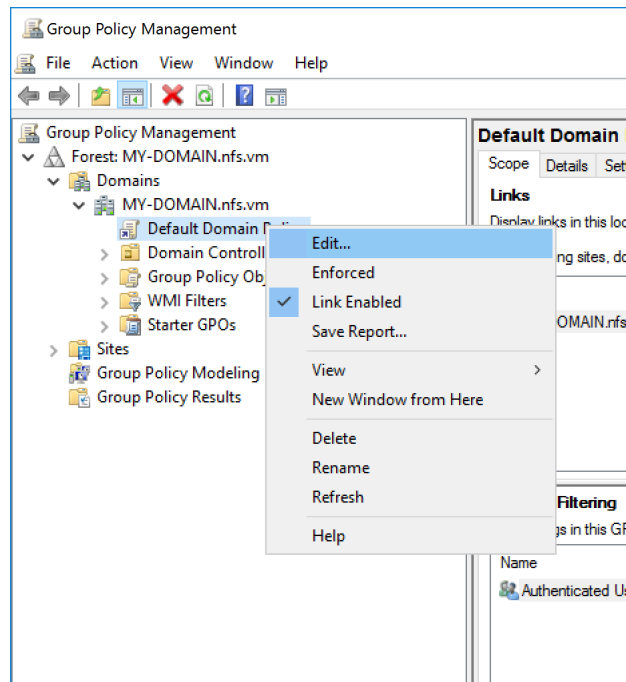 Group Policy Management
File Action View Window Help
Group Policy Management
Forest: MY-DOMAIN.nfs.vm
Domains
MY-DOMAIN.nfs.vm
Default Domain
Domain Controll
Group Policy Obj
WMI Filters
Starter GPOs
Sites
Group Policy Modeling
Group Policy Results
Edit...
Enforced
Link Enabled
Save Report...
View
New Window from Here
Delete
Rename
Refresh
Help
Default Domain
Scope Details Set
Links
Display links in this loc
ng sites, do
OMAIN.nfs
Filtering
gs in this GP
Name
Authenticated Us